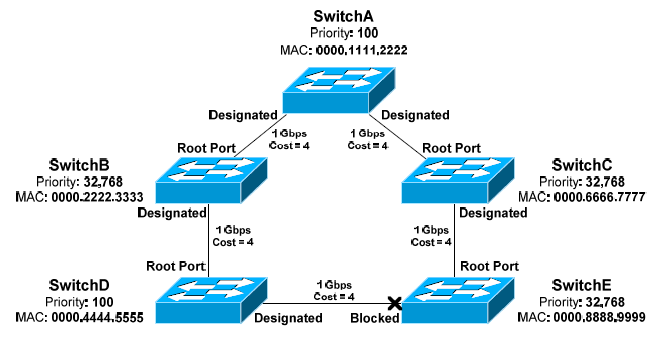 SwitchA
Priority: 100
MAC: 0000.1111.2222
Designated
Designated
1 Gbps
Cost = 4
1 Gbps
Cost = 4
Root Port
Root Port
SwitchB
Priority: 32,768
MAC: 0000.2222.3333
SwitchC
Priority: 32,768
MAC: 0000.6666.7777
Designated
Designated
1 Gbps
Cost = 4
1 Gbps
Cost = 4
Root Port
Root Port
SwitchD
Priority: 100
MAC: 0000.4444.5555
1 Gbps
Cost = 4
SwitchE
Priority: 32,768
MAC: 0000.8888.9999
Designated
Blocked